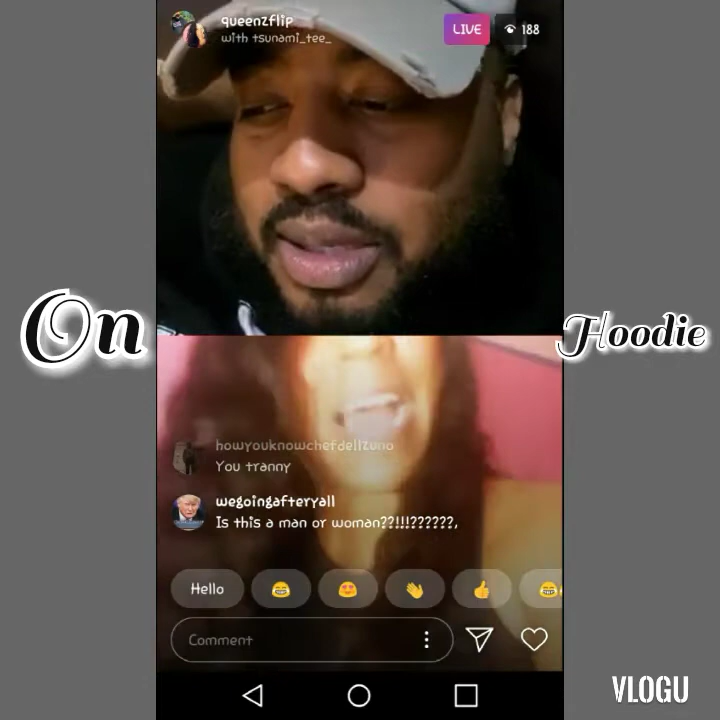 queenzflip
with tsunami_tee_
LIVE
188
On
Hoodie
howyouknowchefdellzuno
You tranny
wegoingafteryall
Is this a man or woman??!!!??????,
Hello
Comment
VLOGU